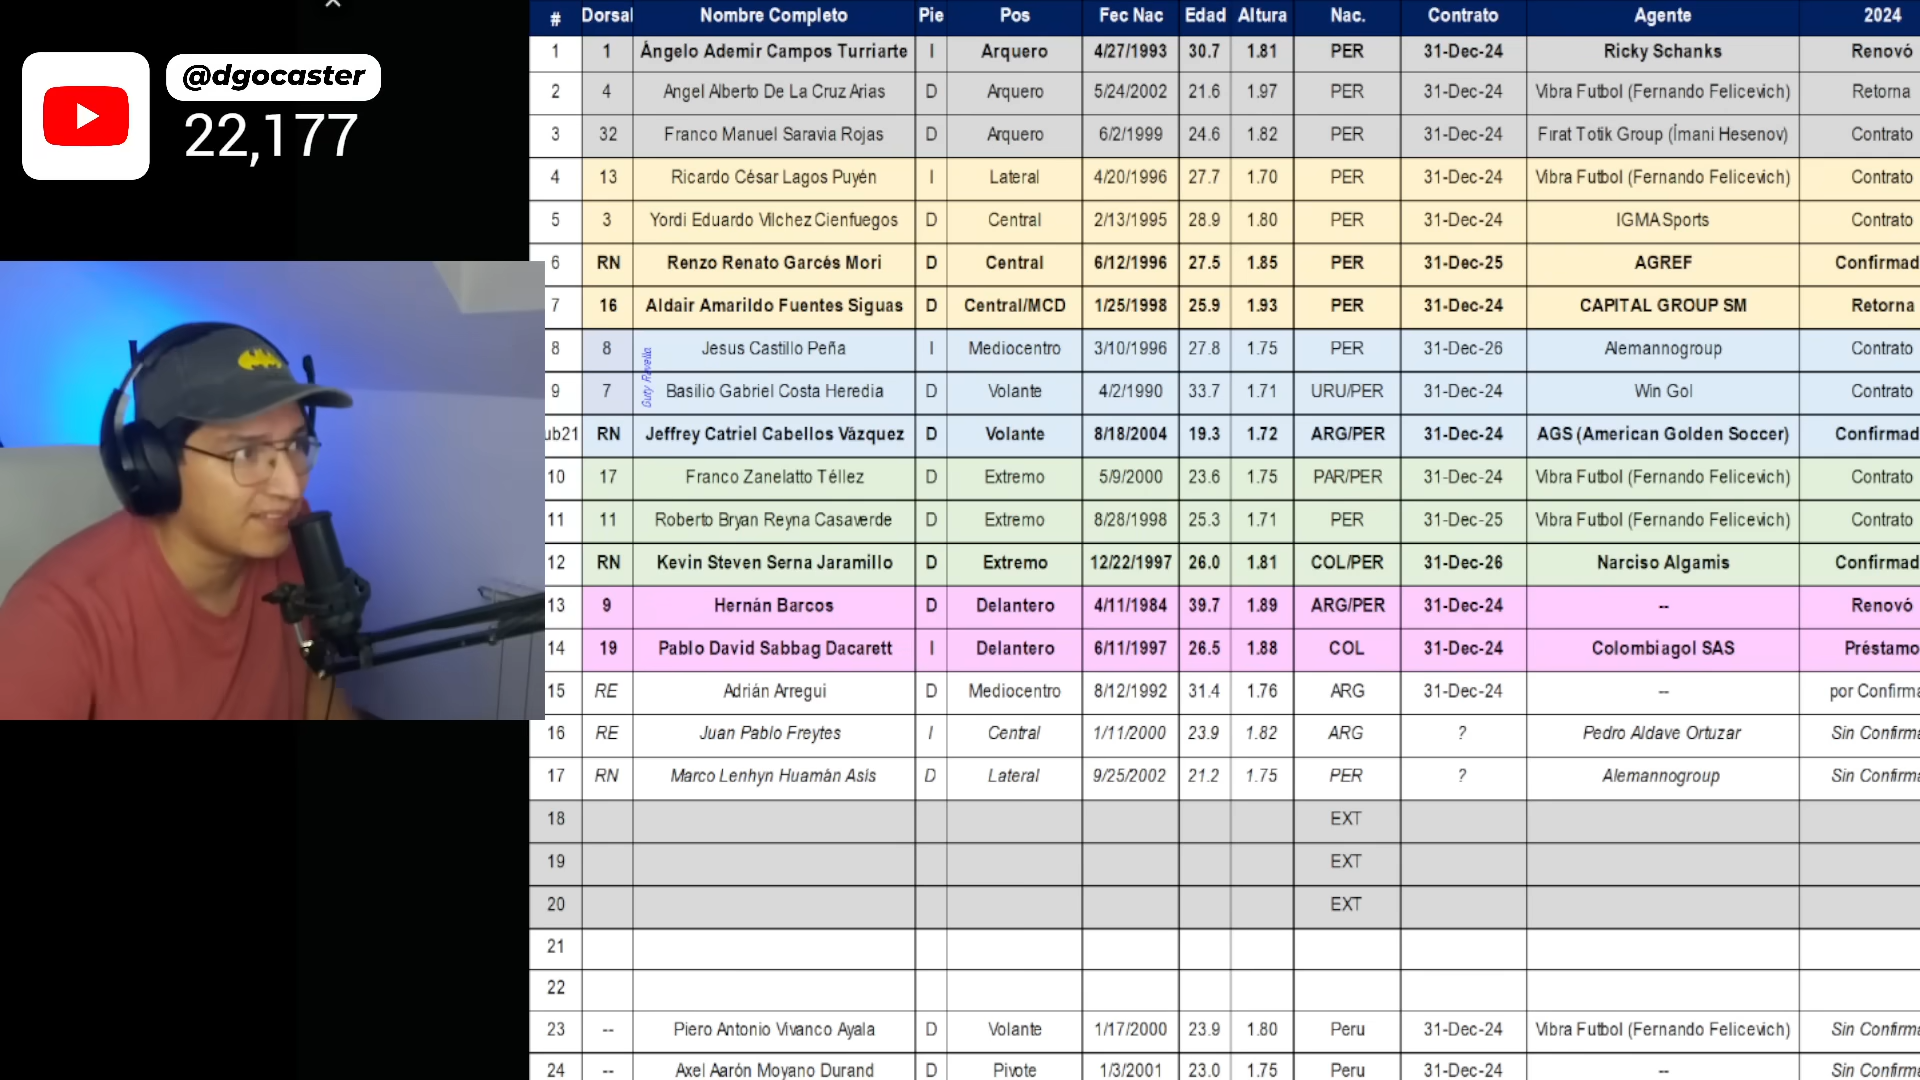 @dgocaster
22,177
# Dorsal Nombre Completo Pie Pos Fec Nac Edad Altura Nac. Contrato Agente 2024
1 1 Ángelo Ademir Campos Turriarte I Arquero 4/27/1993 30.7 1.81 PER 31-Dec-24 Ricky Schanks Renovó
2 4 Angel Alberto De La Cruz Arias D Arquero 5/24/2002 21.6 1.97 PER 31-Dec-24 Vibra Futbol (Fernando Felicevich) Retorna
3 32 Franco Manuel Saravia Rojas D Arquero 6/2/1999 24.6 1.82 PER 31-Dec-24 Fırat Totik Group (Îmani Hesenov) Contrato
4 13 Ricardo César Lagos Puyén I Lateral 4/20/1996 27.7 1.70 PER 31-Dec-24 Vibra Futbol (Fernando Felicevich) Contrato
5 3 Yordi Eduardo Vilchez Cienfuegos D Central 2/13/1995 28.9 1.80 PER 31-Dec-24 IGMA Sports Contrato
6 RN Renzo Renato Garcés Mori D Central 6/12/1996 27.5 1.85 PER 31-Dec-25 AGREF Confirmad
7 16 Aldair Amarildo Fuentes Siguas D Central/MCD 1/25/1998 25.9 1.93 PER 31-Dec-24 CAPITAL GROUP SM Retorna
8 8 Jesus Castillo Peña I Mediocentro 3/10/1996 27.8 1.75 PER 31-Dec-26 Alemannogroup Contrato
9 7 Basilio Gabriel Costa Heredia D Volante 4/2/1990 33.7 1.71 URU/PER 31-Dec-24 Win Gol Contrato
ub21 RN Jeffrey Catriel Cabellos Vázquez D Volante 8/18/2004 19.3 1.72 ARG/PER 31-Dec-24 AGS (American Golden Soccer) Confirmad
10 17 Franco Zanelatto Téllez D Extremo 5/9/2000 23.6 1.75 PAR/PER 31-Dec-24 Vibra Futbol (Fernando Felicevich) Contrato
11 11 Roberto Bryan Reyna Casaverde D Extremo 8/28/1998 25.3 1.71 PER 31-Dec-25 Vibra Futbol (Fernando Felicevich) Contrato
12 RN Kevin Steven Serna Jaramillo D Extremo 12/22/1997 26.0 1.81 COL/PER 31-Dec-26 Narciso Algamis Confirmad
13 9 Hernán Barcos D Delantero 4/11/1984 39.7 1.89 ARG/PER 31-Dec-24 -- Renovó
14 19 Pablo David Sabbag Dacarett I Delantero 6/11/1997 26.5 1.88 COL 31-Dec-24 Colombiagol SAS Préstamo
15 RE Adrián Arregui D Mediocentro 8/12/1992 31.4 1.76 ARG 31-Dec-24 -- por Confirma
16 RE Juan Pablo Freytes I Central 1/11/2000 23.9 1.82 ARG ? Pedro Aldave Ortuzar Sin Confirma
17 RN Marco Lenhyn Huamán Asís D Lateral 9/25/2002 21.2 1.75 PER ? Alemannogroup Sin Confirma
18 EXT
19 EXT
20 EXT
21
22
23 -- Piero Antonio Vivanco Ayala D Volante 1/17/2000 23.9 1.80 Peru 31-Dec-24 Vibra Futbol (Fernando Felicevich) Sin Confirma
24 -- Axel Aarón Moyano Durand D Pivote 1/3/2001 23.0 1.75 Peru 31-Dec-24 -- Sin Confirma